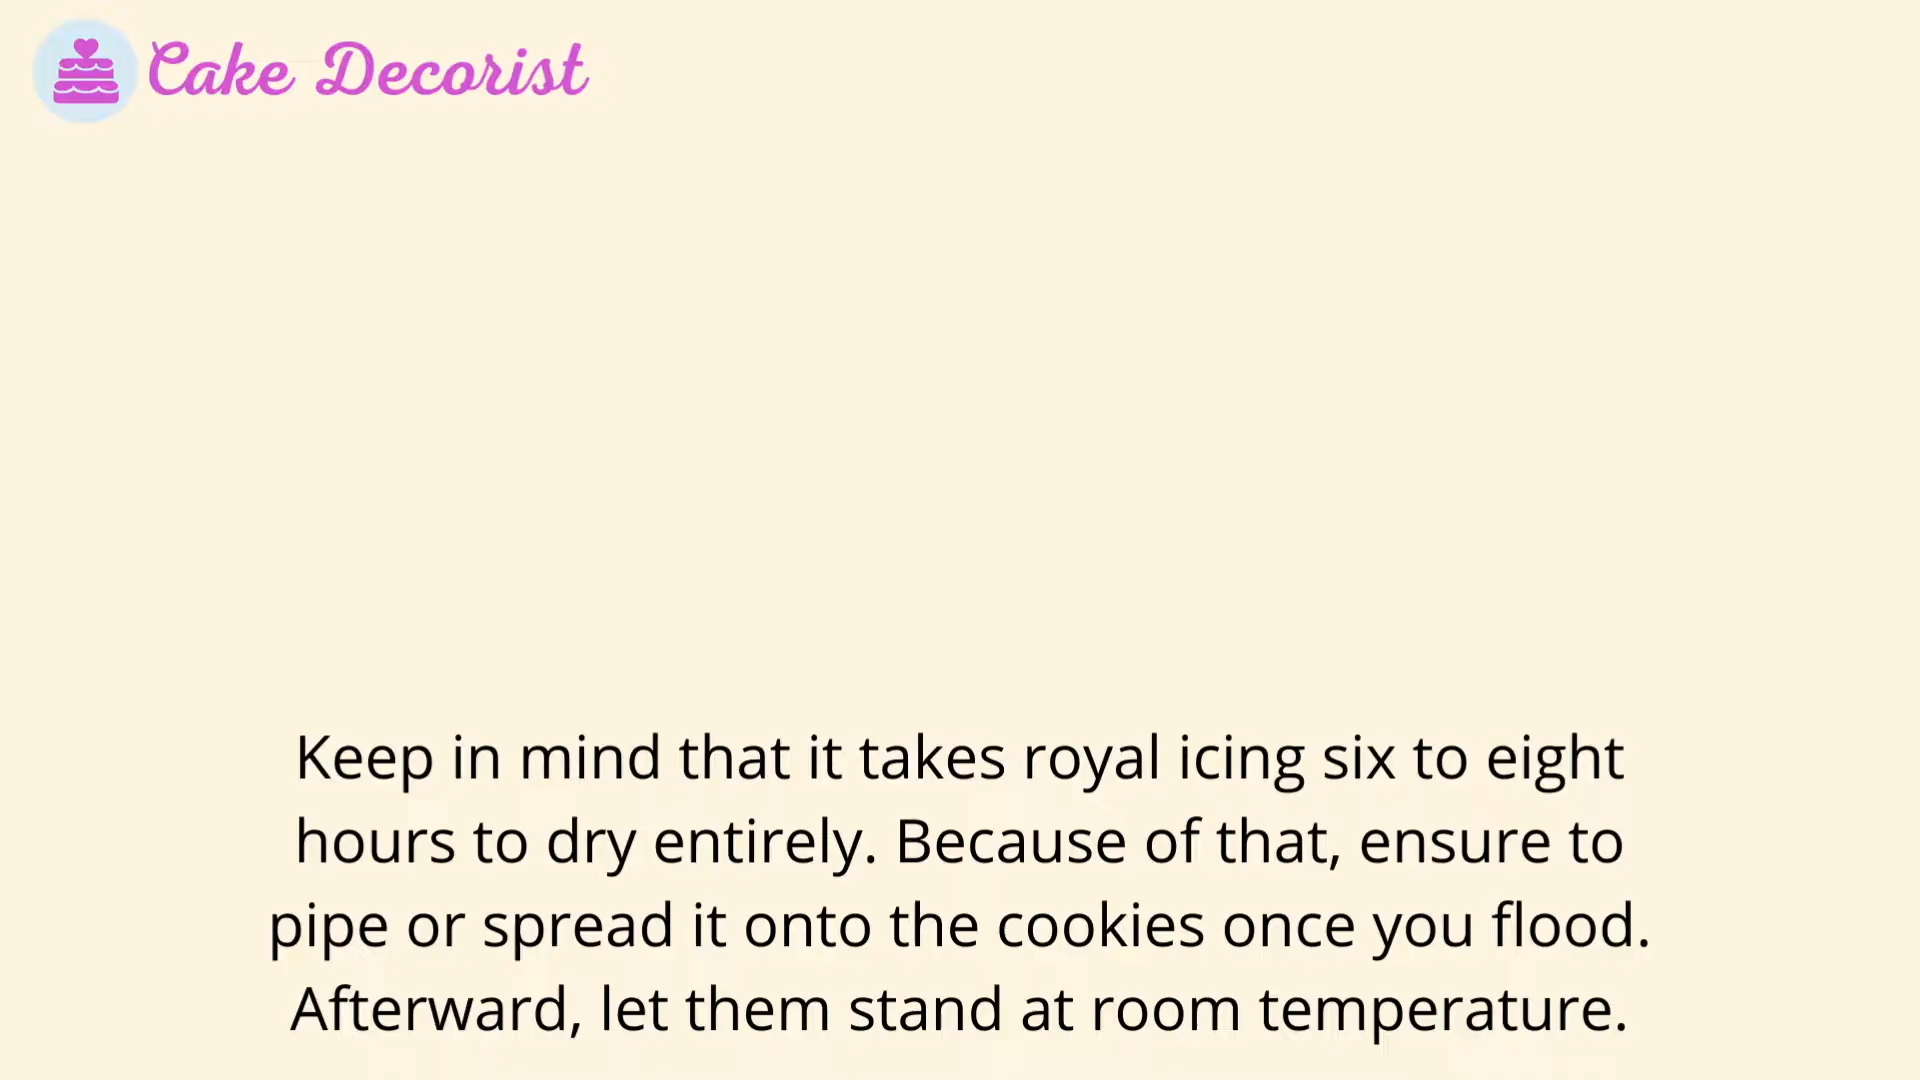 Cake Decorist
Keep in mind that it takes royal icing six to eight
hours to dry entirely. Because of that, ensure to
pipe or spread it onto the cookies once you flood.
Afterward, let them stand at room temperature.